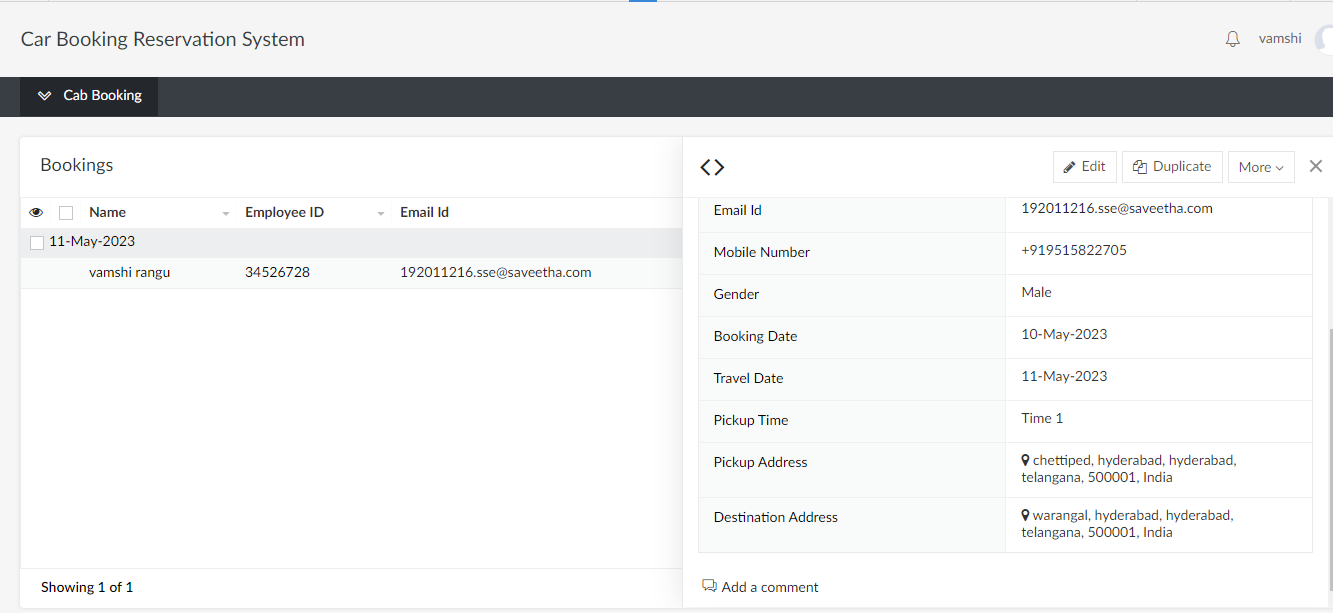 Car Booking Reservation System
vamshi
Cab Booking
Bookings
Edit
Duplicate
More
Name Employee ID Email Id
11-May-2023
vamshi rangu 34526728 192011216.sse@saveetha.com
Showing 1 of 1
Email Id 192011216.sse@saveetha.com
Mobile Number +919515822705
Gender Male
Booking Date 10-May-2023
Travel Date 11-May-2023
Pickup Time Time 1
Pickup Address chettiped, hyderabad, hyderabad,
telangana, 500001, India
Destination Address warangal, hyderabad, hyderabad,
telangana, 500001, India
Add a comment